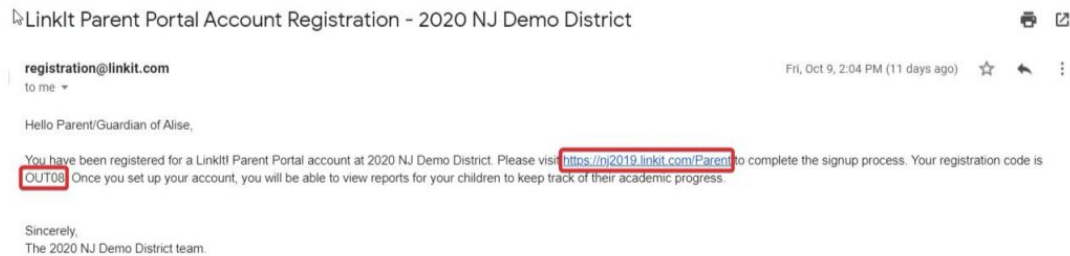 LinkIt Parent Portal Account Registration - 2020 NJ Demo District
registration@linkit.com
Fri, Oct 9, 2:04 PM (11 days ago)
to me
Hello Parent/Guardian of Alise,
You have been registered for a LinkIt! Parent Portal account at 2020 NJ Demo District. Please visit https://nj2019.linkit.com/Parent to complete the signup process. Your registration code is
OUT08. Once you set up your account, you will be able to view reports for your children to keep track of their academic progress.
Sincerely,
The 2020 NJ Demo District team.